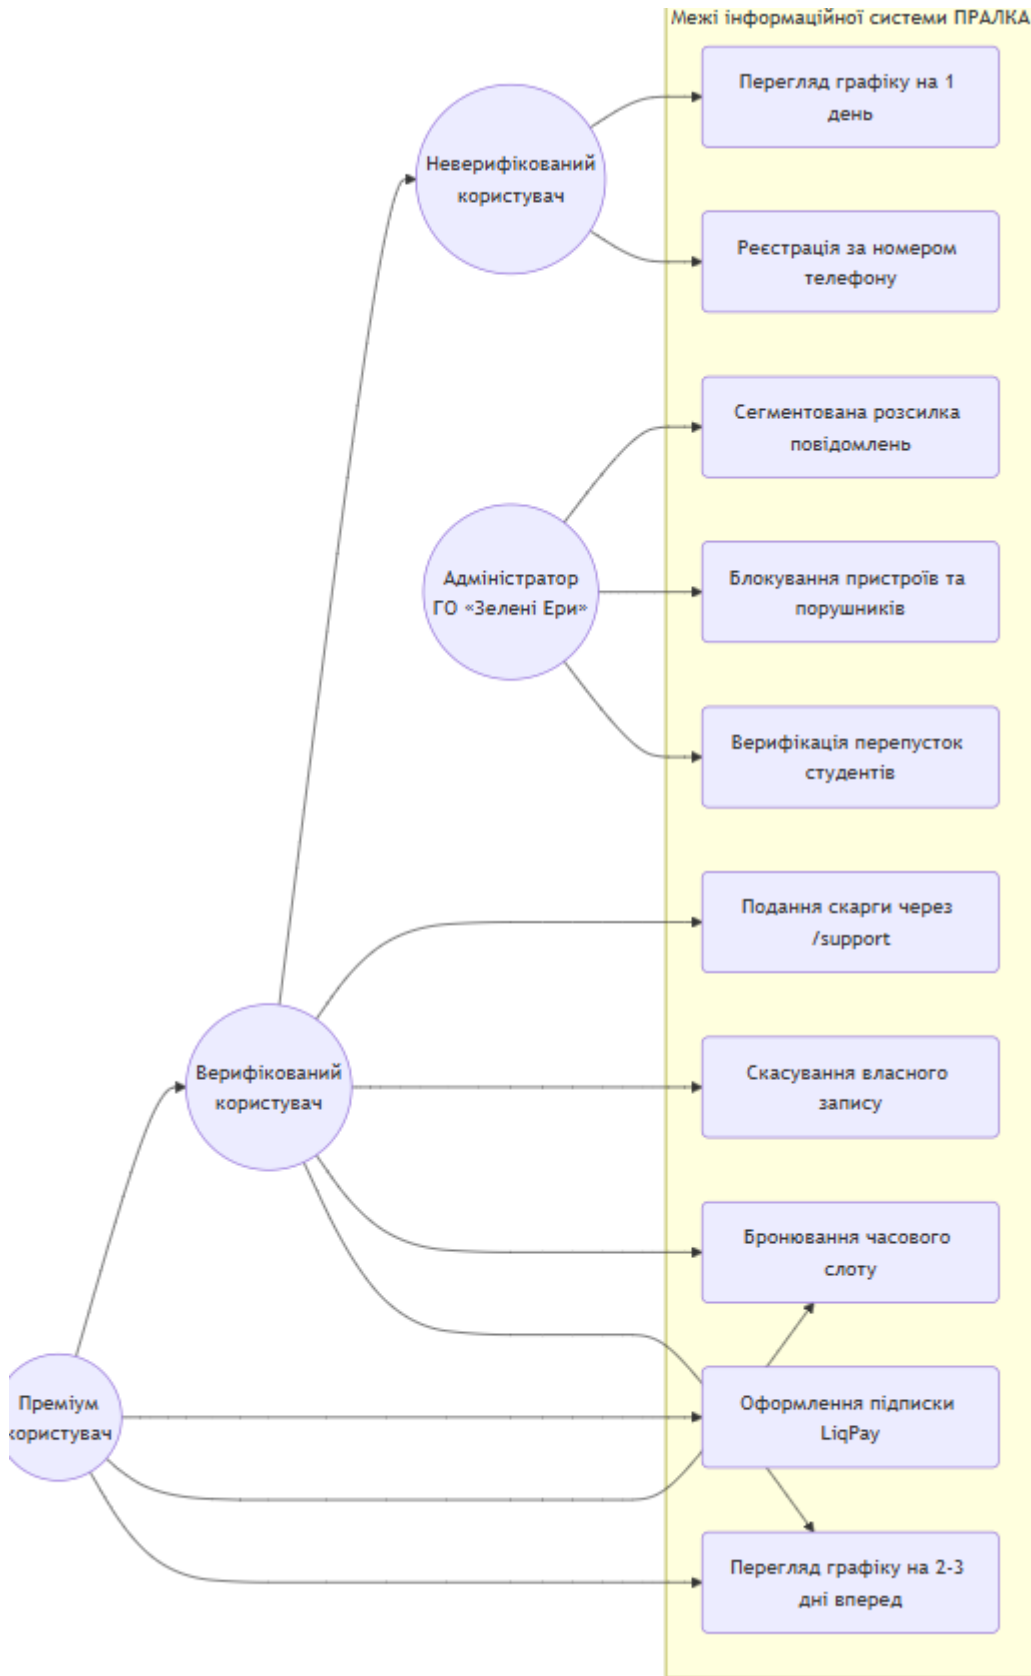 Межі інформаційної системи ПРАЛКА
Перегляд графіку на 1
день
Неверифікований
користувач
Реєстрація за номером
телефону
Сегментована розсилка
повідомлень
Адміністратор
ГО «Зелені Ери»
Блокування пристроїв та
порушників
Верифікація перепусток
студентів
Подання скарги через
/support
Верифікований
користувач
Скасування власного
запису
Бронювання часового
слоту
Преміум
користувач
Оформлення підписки
LiqPay
Перегляд графіку на 2-3
дні вперед